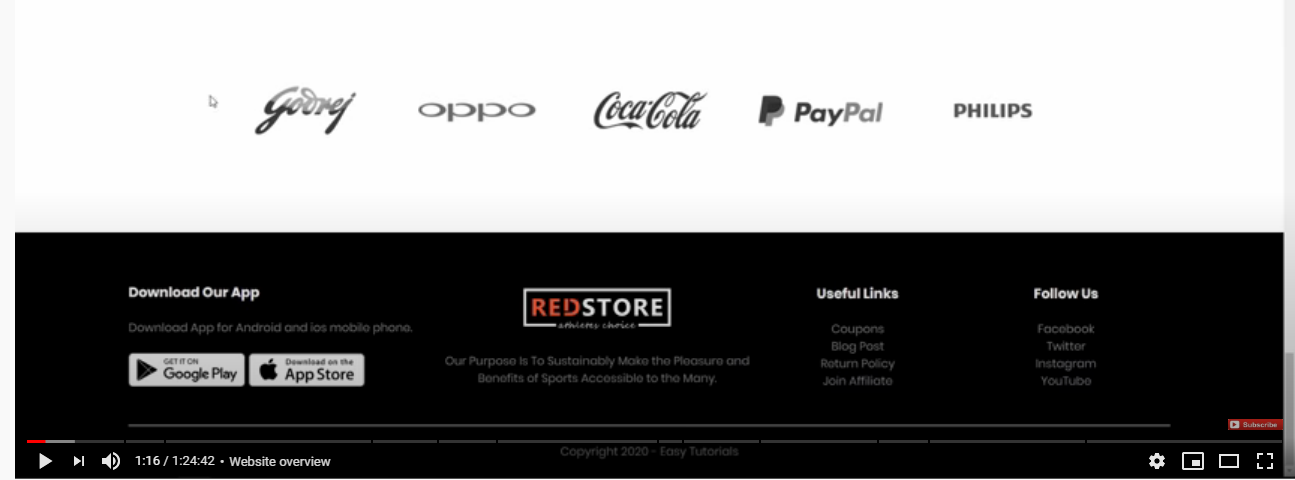 Godrej
oppo
Coca-Cola
PayPal
PHILIPS
Download Our App
Download App for Android and ios mobile phone.
GET IT ON
Google Play
Download on the
App Store
REDSTORE
athletes choice
Our Purpose Is To Sustainably Make the Pleasure and
Benefits of Sports Accessible to the Many.
Useful Links
Coupons
Blog Post
Return Policy
Join Affiliate
Follow Us
Facebook
Twitter
Instagram
YouTube
Subscribe
Copyright 2020 - Easy Tutorials
1:16 / 1:24:42 • Website overview